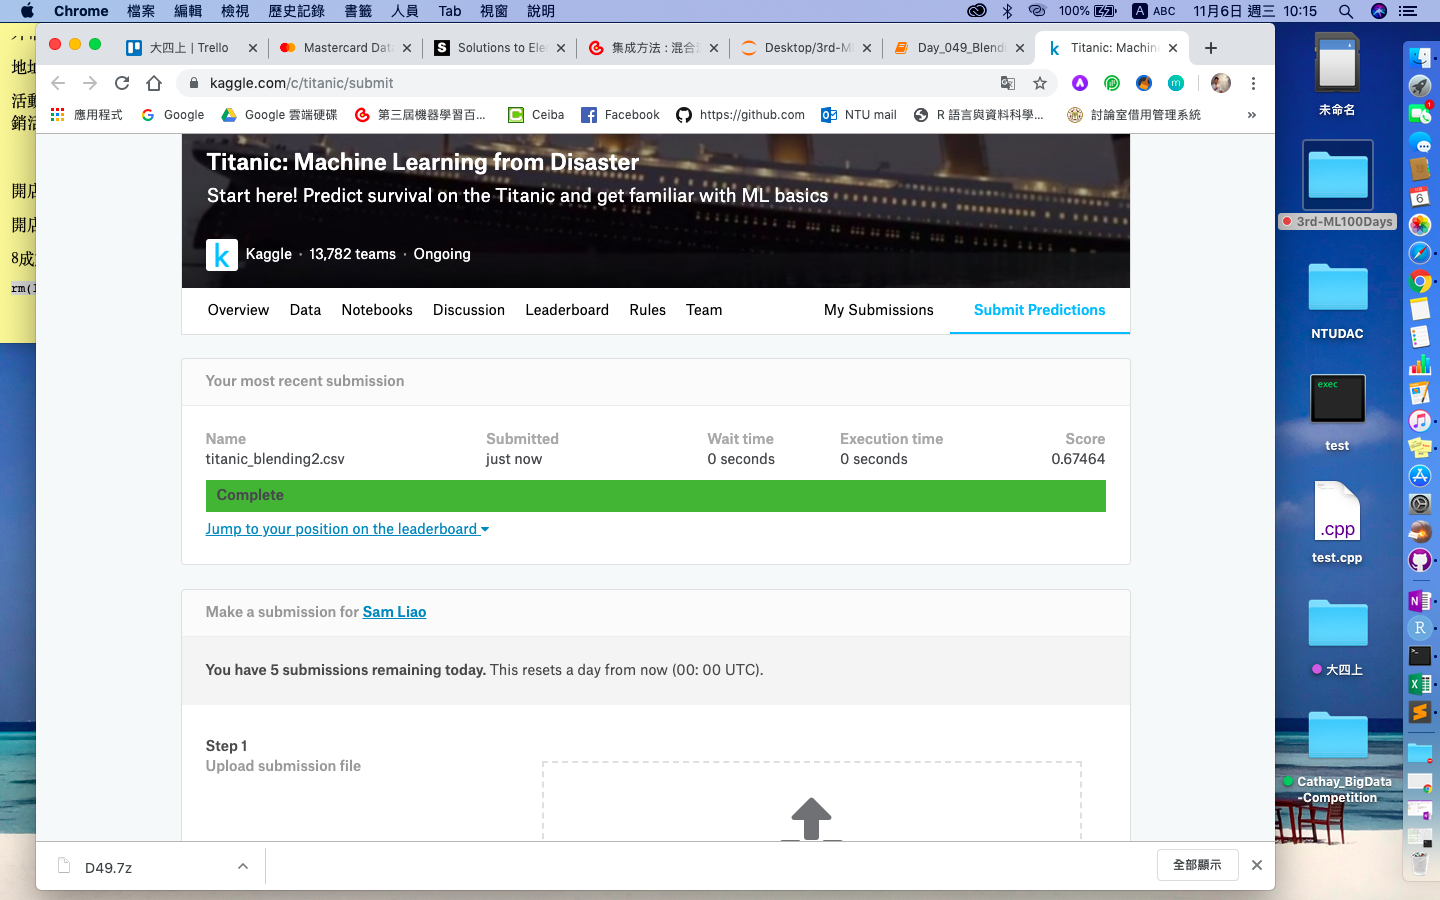 Chrome 檔案 編輯 檢視 歷史記錄 書籤 人員 Tab 視窗 說明 100% A ABC 11月6日 週三 10:15
大四上 | Trello
Mastercard Data
Solutions to Ele
集成方法 : 混合
Desktop/3rd-M
Day_049_Blend
Titanic: Machin
kaggle.com/c/titanic/submit
應用程式 Google Google 雲端硬碟 第三屆機器學習百... Ceiba Facebook https://github.com NTU mail R 語言與資料科學... 討論室借用管理系統 »
Titanic: Machine Learning from Disaster
Start here! Predict survival on the Titanic and get familiar with ML basics
k Kaggle · 13,782 teams · Ongoing
Overview Data Notebooks Discussion Leaderboard Rules Team My Submissions Submit Predictions
Your most recent submission
Name Submitted Wait time Execution time Score
titanic_blending2.csv just now 0 seconds 0 seconds 0.67464
Complete
Jump to your position on the leaderboard
Make a submission for Sam Liao
You have 5 submissions remaining today. This resets a day from now (00: 00 UTC).
Step 1
Upload submission file
D49.7z
全部顯示
地址
活動
銷活
開店
開店
8成
rm(
未命名
3rd-ML100Days
NTUDAC
exec
test
.cpp
test.cpp
大四上
Cathay_BigData
-Competition